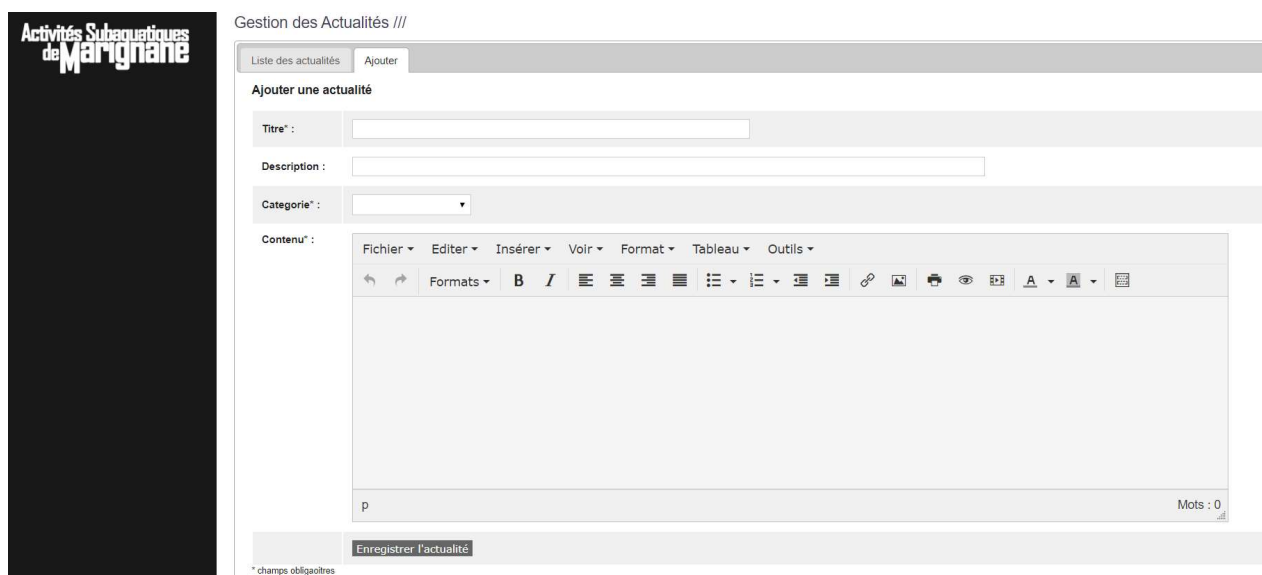 Activités Subaquatiques
de Marignane
Gestion des Actualités ///
Liste des actualités Ajouter
Ajouter une actualité
Titre* :
Description :
Categorie* :
Contenu* :
Fichier Editer Insérer Voir Format Tableau Outils
Formats B I A A
p Mots : 0
Enregistrer l'actualité
* champs obligaoitres